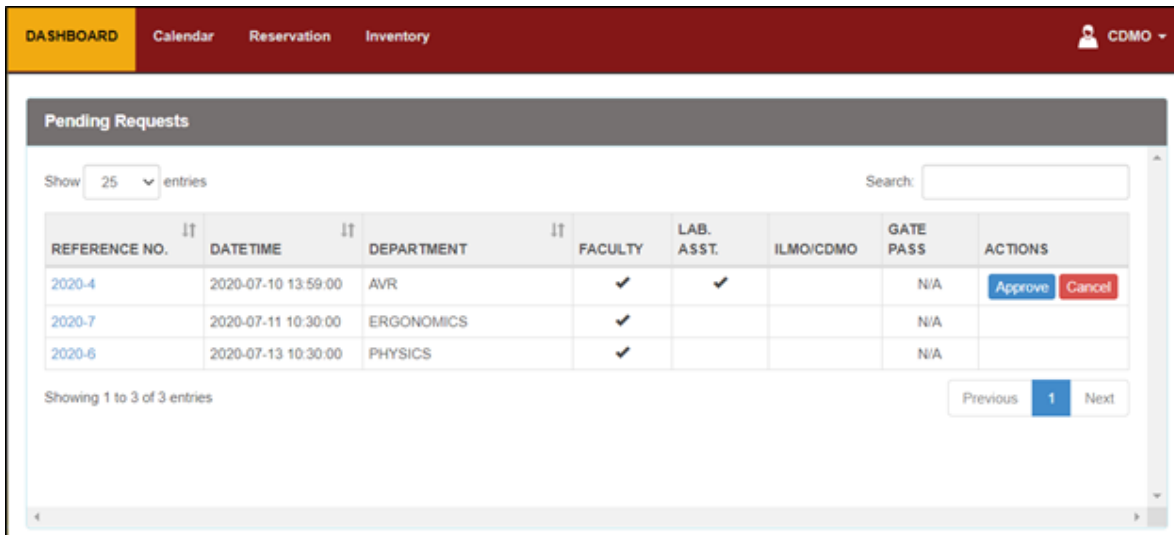 DASHBOARD Calendar Reservation Inventory CDMO
Pending Requests
Show 25 entries Search:
REFERENCE NO. DATETIME DEPARTMENT FACULTY LAB. ASST. ILMO/CDMO GATE PASS ACTIONS
2020-4 2020-07-10 13:59:00 AVR ✔ ✔ N/A Approve Cancel
2020-7 2020-07-11 10:30:00 ERGONOMICS ✔ N/A
2020-6 2020-07-13 10:30:00 PHYSICS ✔ N/A
Showing 1 to 3 of 3 entries Previous 1 Next